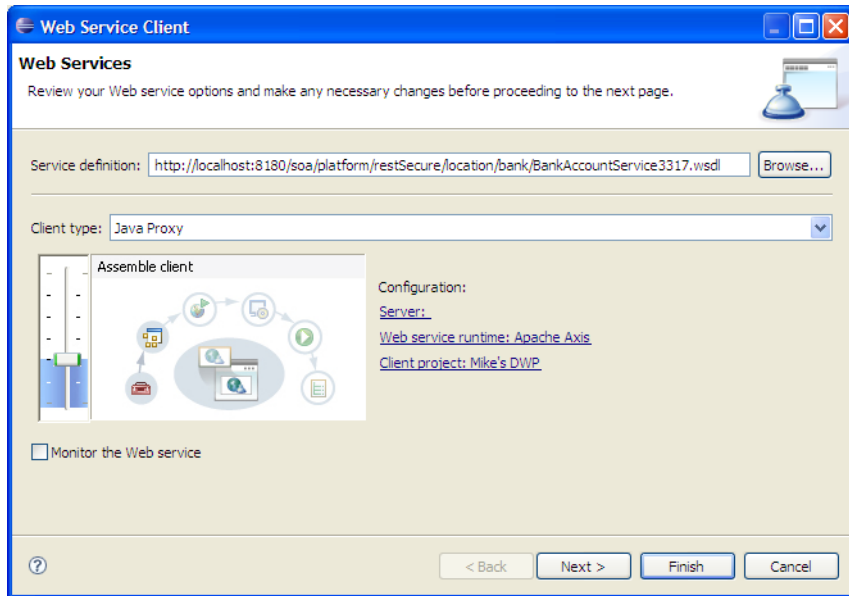 Web Service Client
Web Services
Review your Web service options and make any necessary changes before proceeding to the next page.
Service definition: http://localhost:8180/soa/platform/restSecure/location/bank/BankAccountService3317.wsdl Browse...
Client type: Java Proxy
Assemble client
Configuration:
Server:
Web service runtime: Apache Axis
Client project: Mike's DWP
Monitor the Web service
? < Back Next > Finish Cancel